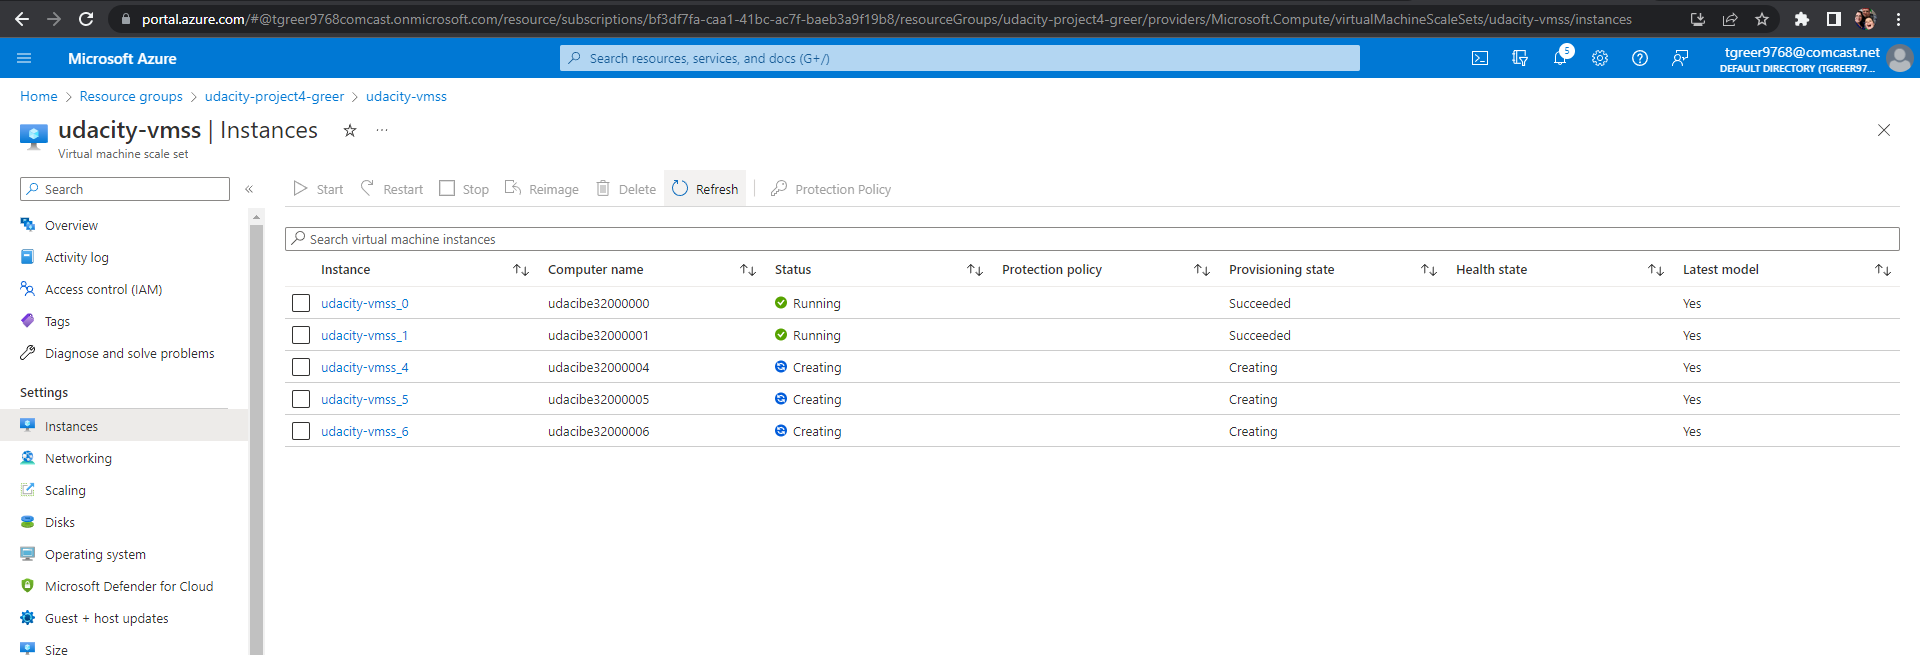 portal.azure.com/#@tgreer9768comcast.onmicrosoft.com/resource/subscriptions/bf3df7fa-caa1-41bc-ac7f-baeb3a9f19b8/resourceGroups/udacity-project4-greer/providers/Microsoft.Compute/virtualMachineScaleSets/udacity-vmss/instances
Microsoft Azure
Search resources, services, and docs (G+/)
5
tgreer9768@comcast.net
DEFAULT DIRECTORY (TGREER97...
Home > Resource groups > udacity-project4-greer > udacity-vmss
udacity-vmss | Instances
Virtual machine scale set
Search
Overview
Activity log
Access control (IAM)
Tags
Diagnose and solve problems
Settings
Instances
Networking
Scaling
Disks
Operating system
Microsoft Defender for Cloud
Guest + host updates
Size
Start Restart Stop Reimage Delete Refresh Protection Policy
Search virtual machine instances
Instance Computer name Status Protection policy Provisioning state Health state Latest model
udacity-vmss_0 udacibe32000000 Running Succeeded Yes
udacity-vmss_1 udacibe32000001 Running Succeeded Yes
udacity-vmss_4 udacibe32000004 Creating Creating Yes
udacity-vmss_5 udacibe32000005 Creating Creating Yes
udacity-vmss_6 udacibe32000006 Creating Creating Yes